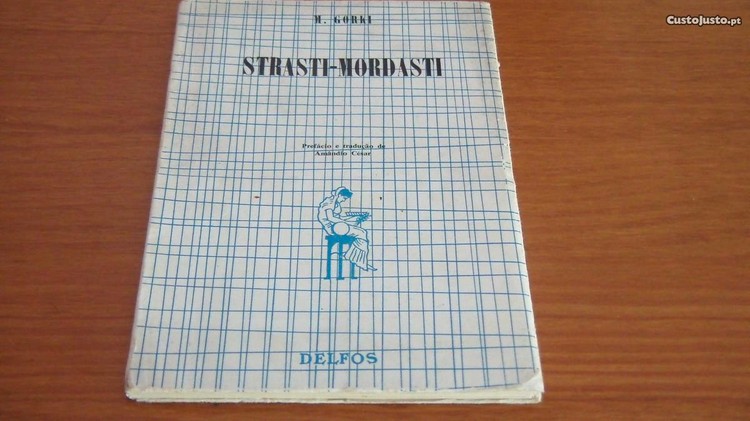 CustoJusto.pt
M. GORKI
STRASTI-MORDASTI
Prefácio e tradução de
Amândio César
DELFOS